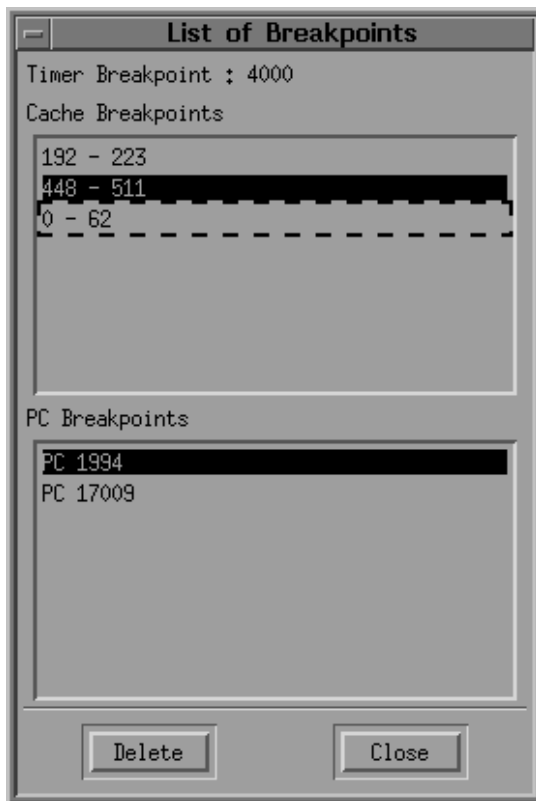 List of Breakpoints
Timer Breakpoint : 4000
Cache Breakpoints
192 - 223
448 - 511
0 - 62
PC Breakpoints
PC 1994
PC 17009
Delete Close